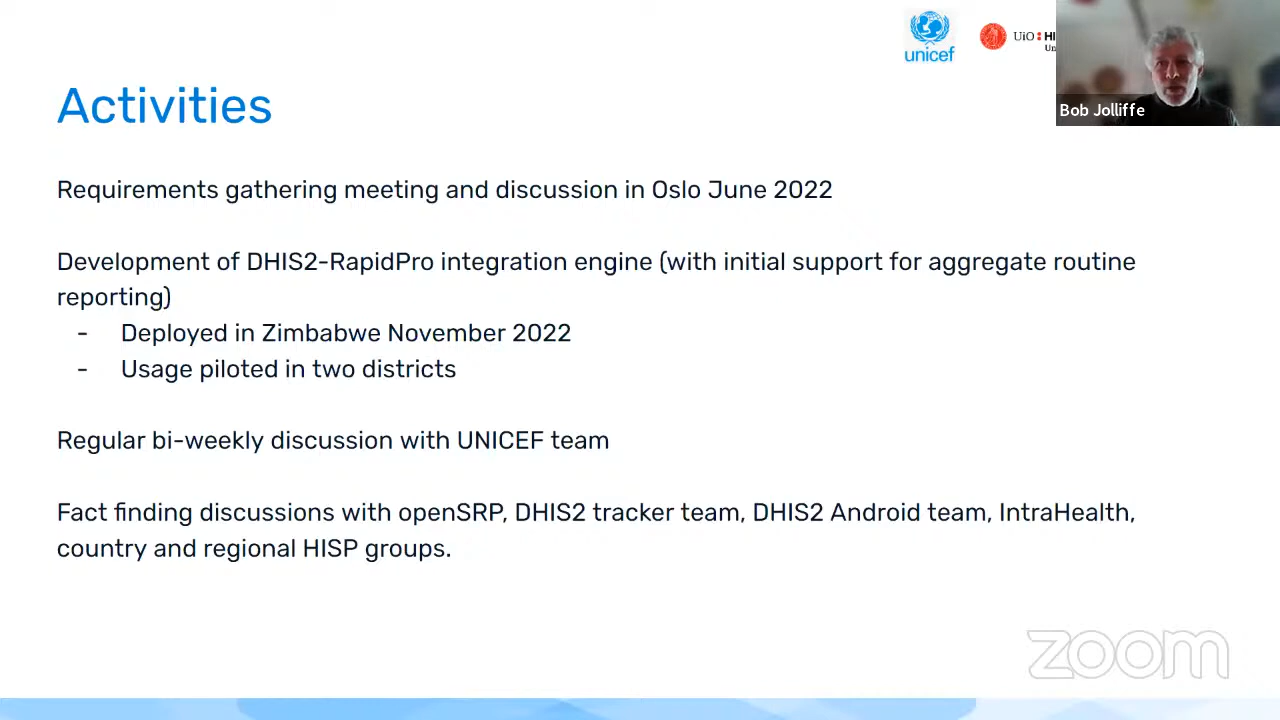 unicef
UiO
Bob Jolliffe
Activities
Requirements gathering meeting and discussion in Oslo June 2022
Development of DHIS2-RapidPro integration engine (with initial support for aggregate routine
reporting)
- Deployed in Zimbabwe November 2022
- Usage piloted in two districts
Regular bi-weekly discussion with UNICEF team
Fact finding discussions with openSRP, DHIS2 tracker team, DHIS2 Android team, IntraHealth,
country and regional HISP groups.
zoom